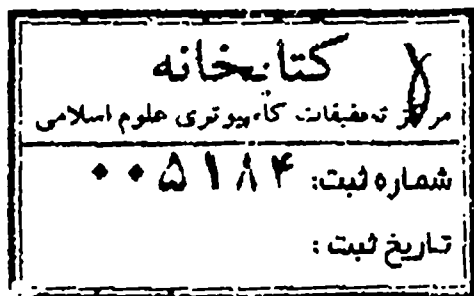 کتابخانه
مرکز تحقیقات کامپیوتری علوم اسلامی
شماره ثبت: ۰۰۵۱۸۴
تاریخ ثبت :